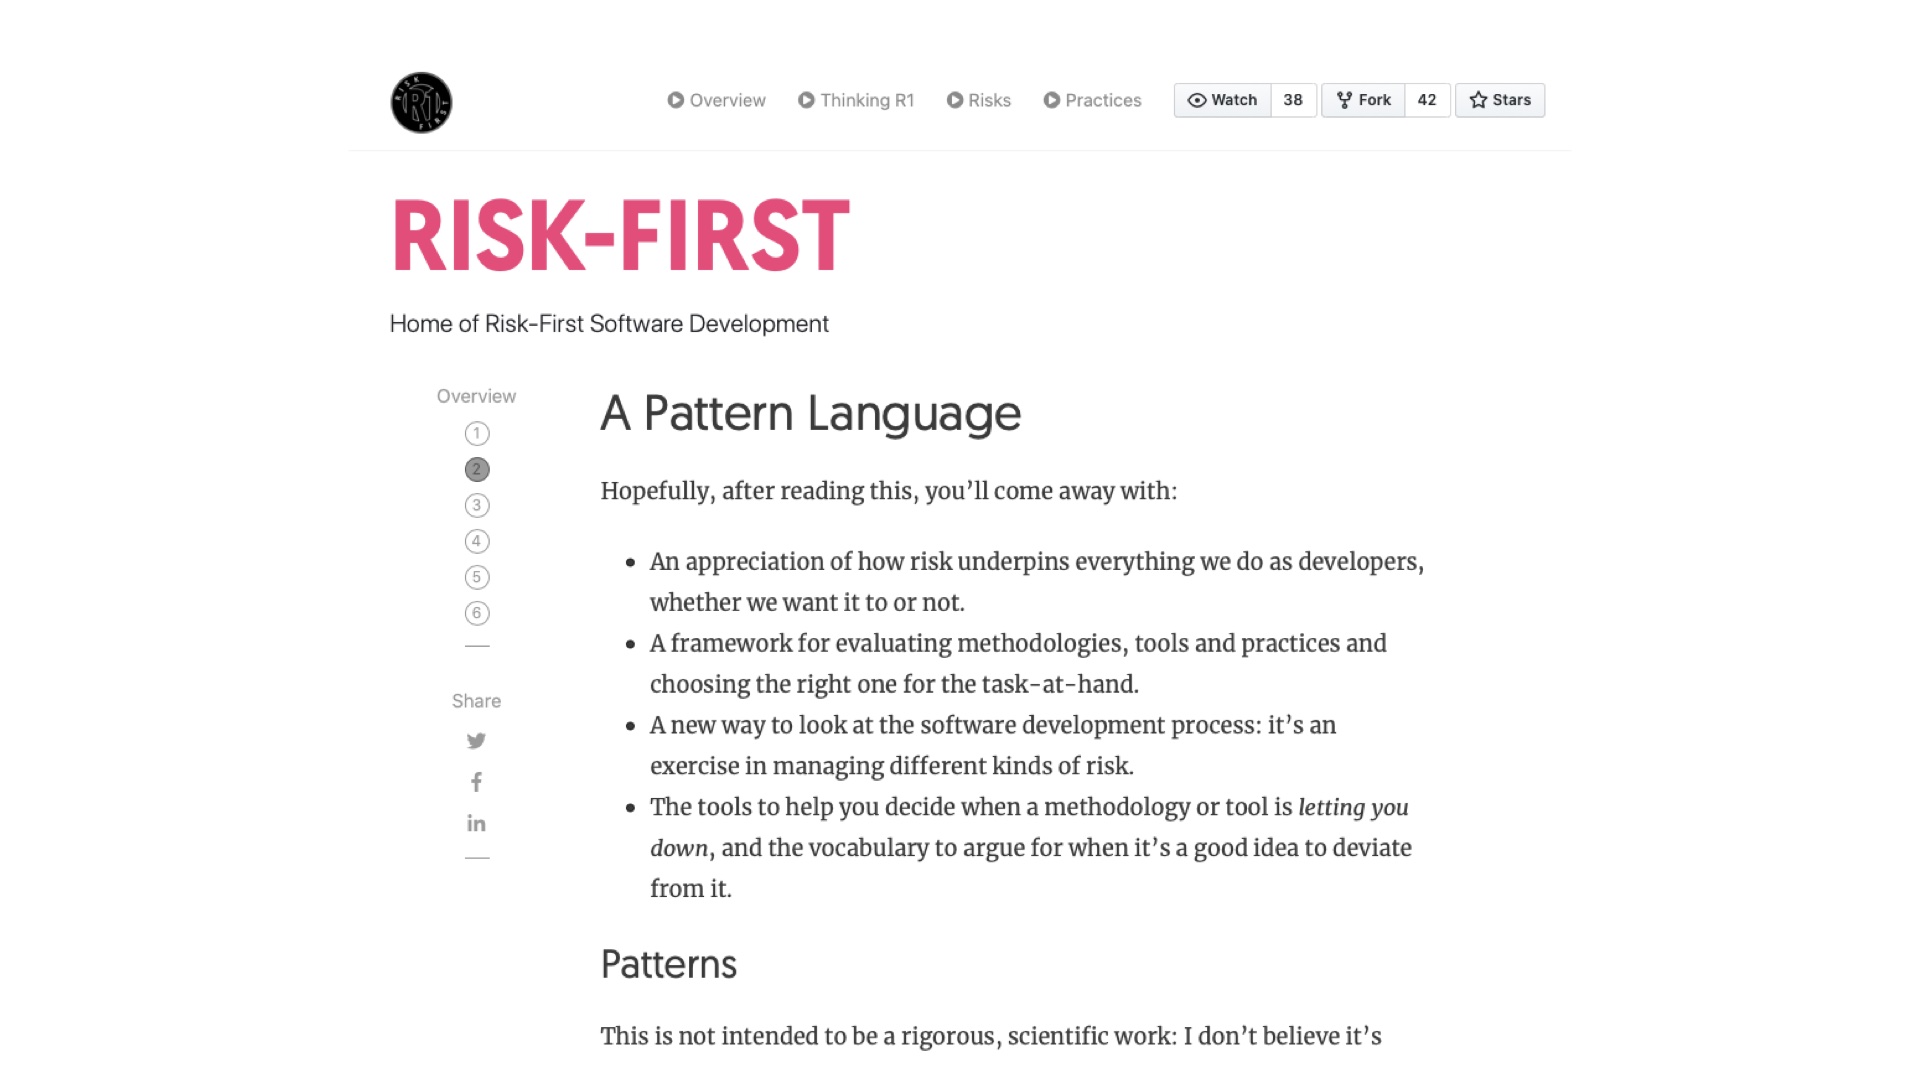 RISK R1 FIRST
Overview Thinking R1 Risks Practices Watch 38 Fork 42 Stars
RISK-FIRST
Home of Risk-First Software Development
Overview
1
2
3
4
5
6
Share
A Pattern Language
Hopefully, after reading this, you’ll come away with:
• An appreciation of how risk underpins everything we do as developers,
whether we want it to or not.
• A framework for evaluating methodologies, tools and practices and
choosing the right one for the task-at-hand.
• A new way to look at the software development process: it’s an
exercise in managing different kinds of risk.
• The tools to help you decide when a methodology or tool is letting you
down, and the vocabulary to argue for when it’s a good idea to deviate
from it.
Patterns
This is not intended to be a rigorous, scientific work: I don’t believe it’s